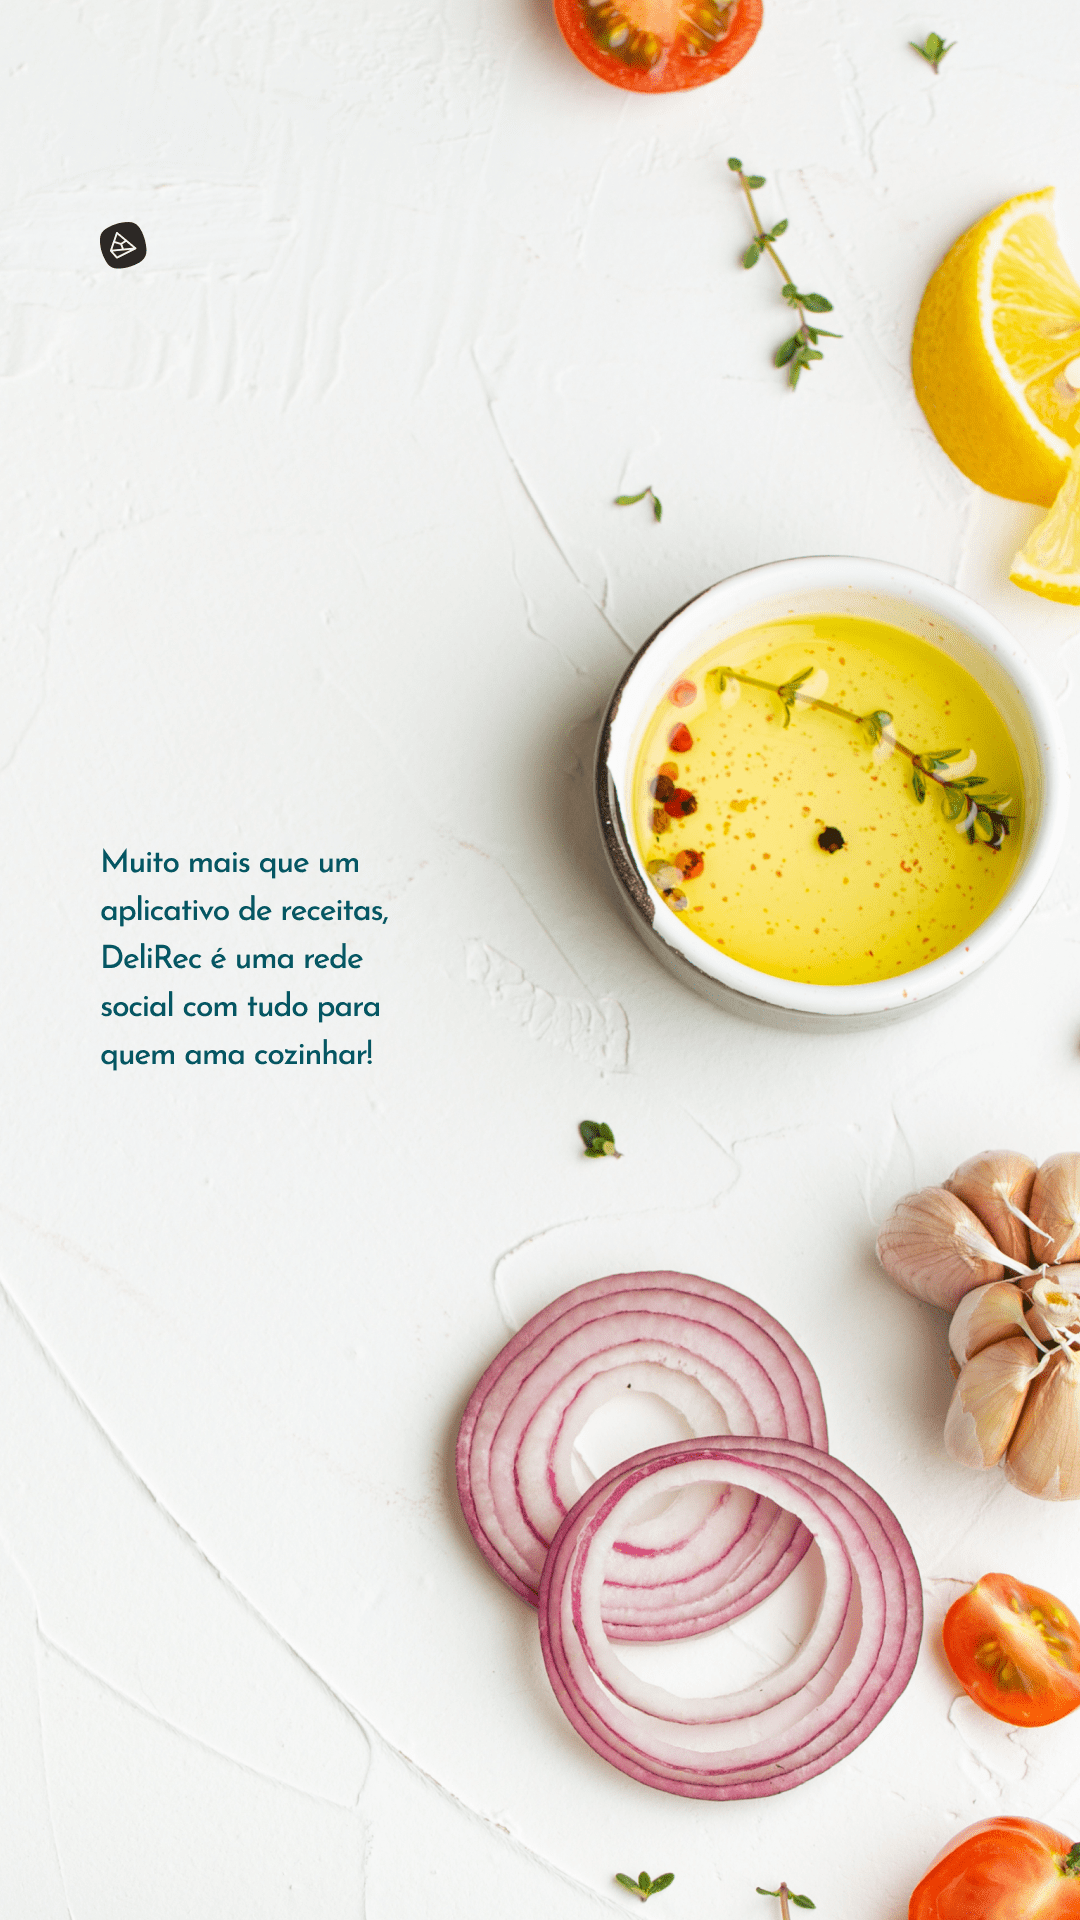 Muito mais que um
aplicativo de receitas,
DeliRec é uma rede
social com tudo para
quem ama cozinhar!